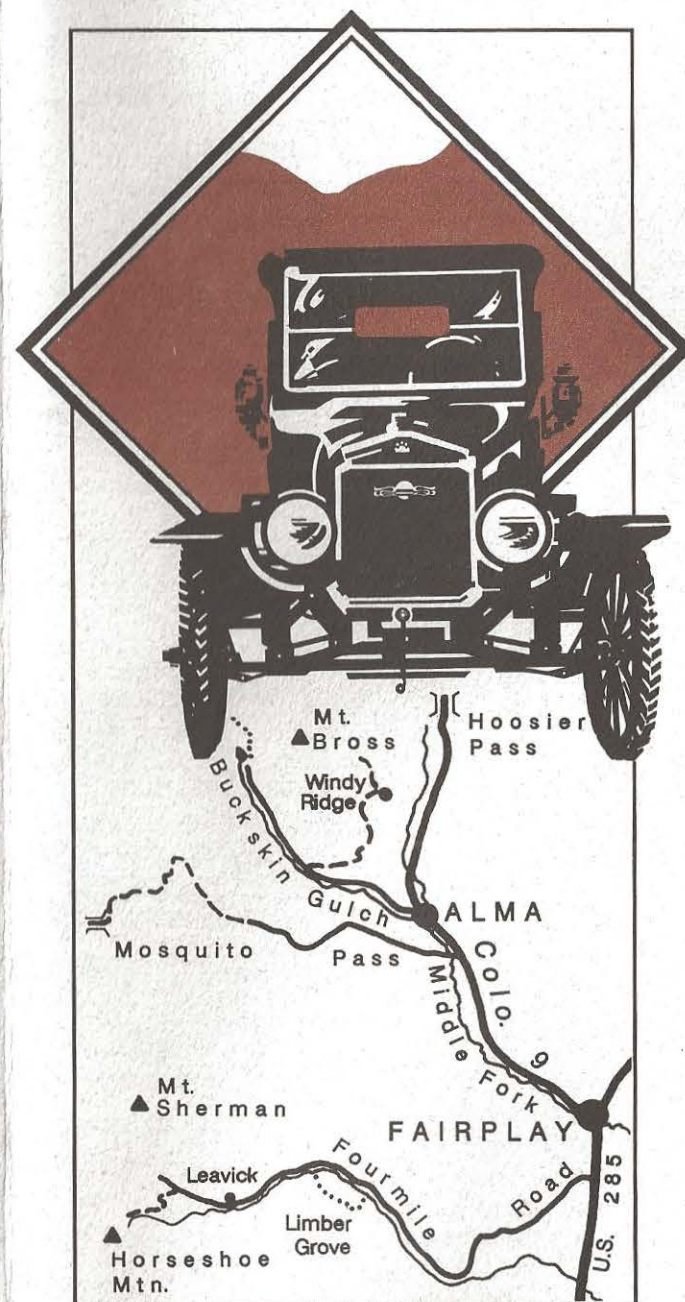 Mt.
Bross
Hoosier
Pass
Windy
Ridge
Buckskin Gulch
ALMA
Mosquito Pass
Colo. 9
Middle Fork
Mt.
Sherman
FAIRPLAY
Leavick
Fourmile Road
Limber
Grove
U.S. 285
Horseshoe
Mtn.